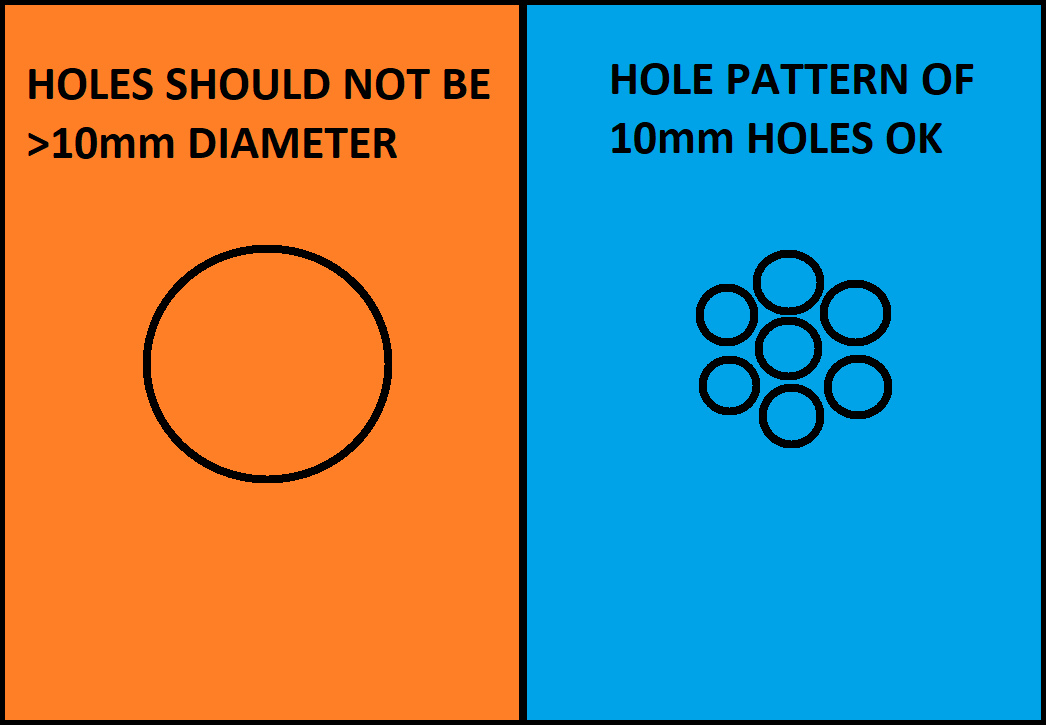 HOLES SHOULD NOT BE
>10mm DIAMETER
HOLE PATTERN OF
10mm HOLES OK